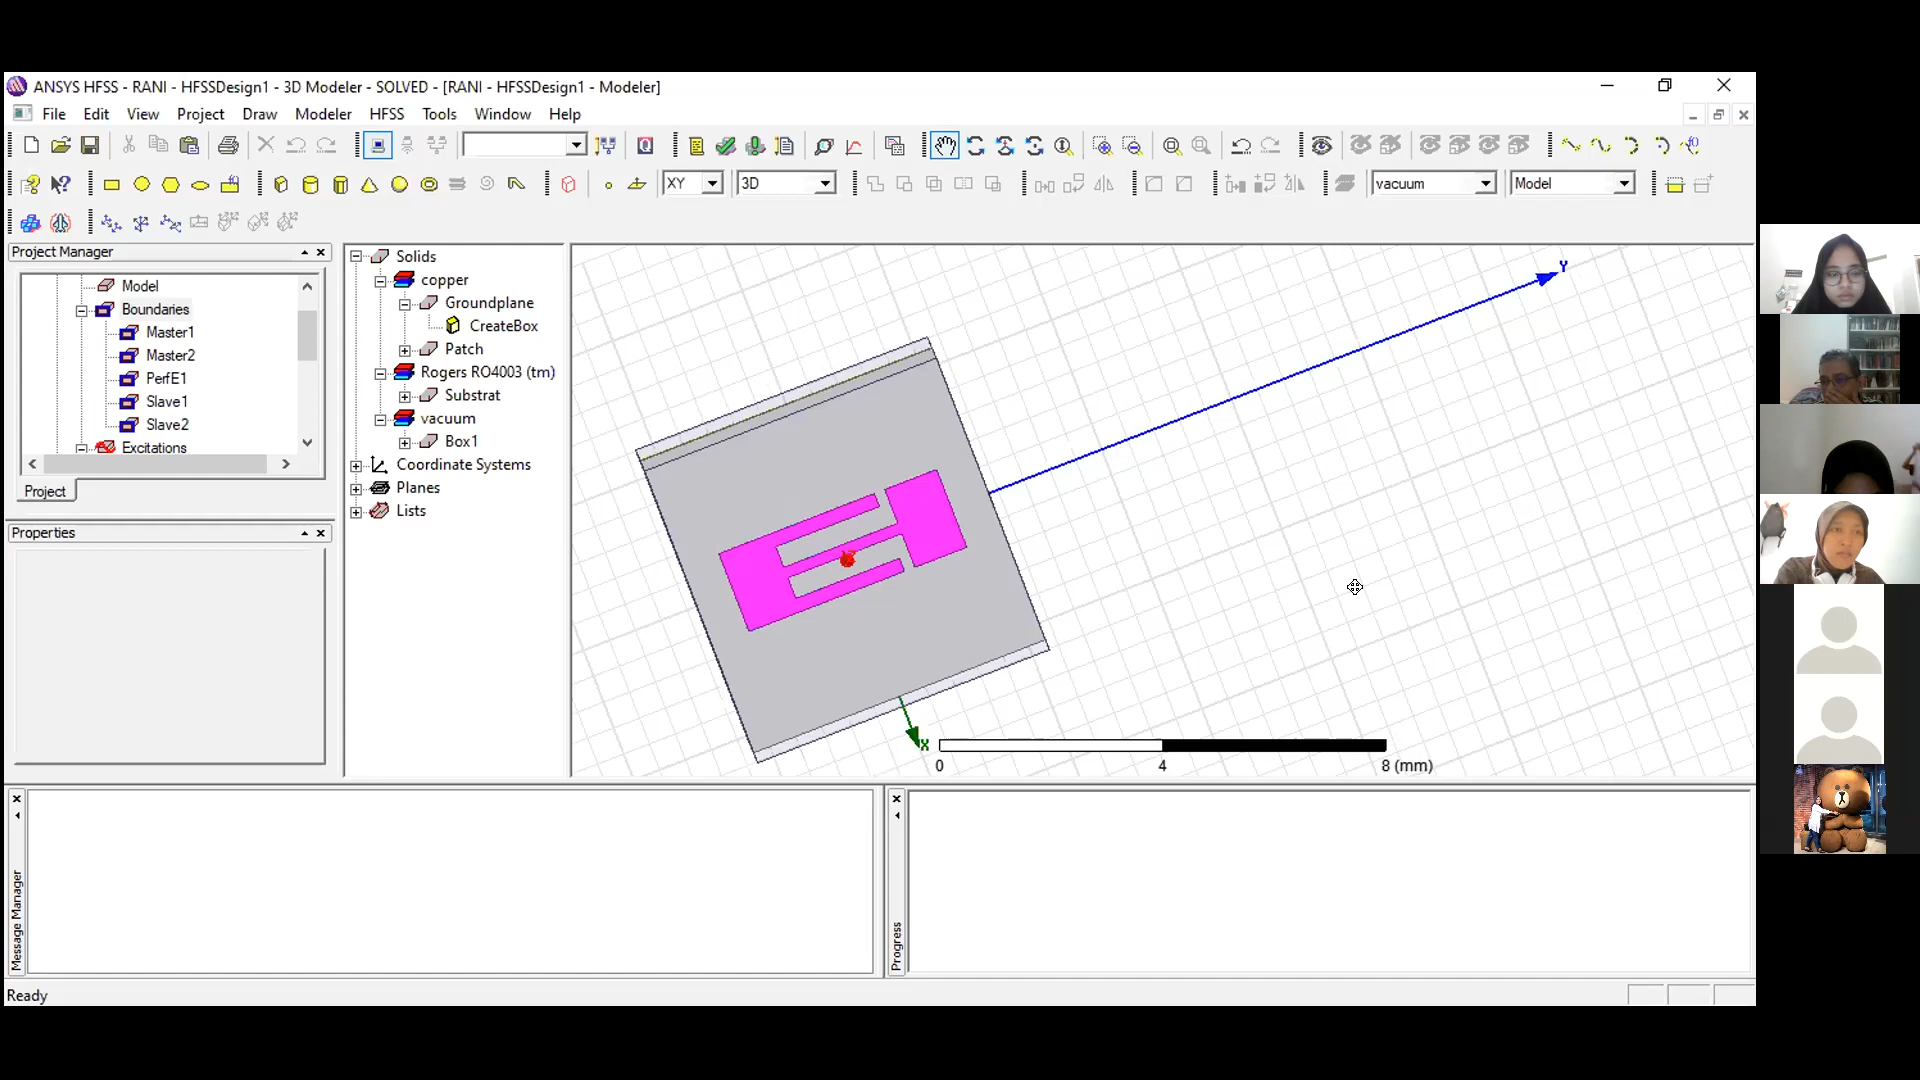 ANSYS HFSS - RANI - HFSSDesign1 - 3D Modeler - SOLVED - [RANI - HFSSDesign1 - Modeler]
File Edit View Project Draw Modeler HFSS Tools Window Help
XY 3D vacuum Model
Project Manager
Model
Boundaries
Master1
Master2
PerfE1
Slave1
Slave2
Excitations
Project
Properties
Solids
copper
Groundplane
CreateBox
Patch
Rogers RO4003 (tm)
Substrat
vacuum
Box1
Coordinate Systems
Planes
Lists
Y
X
0 4 8 (mm)
Message Manager
Progress
Ready